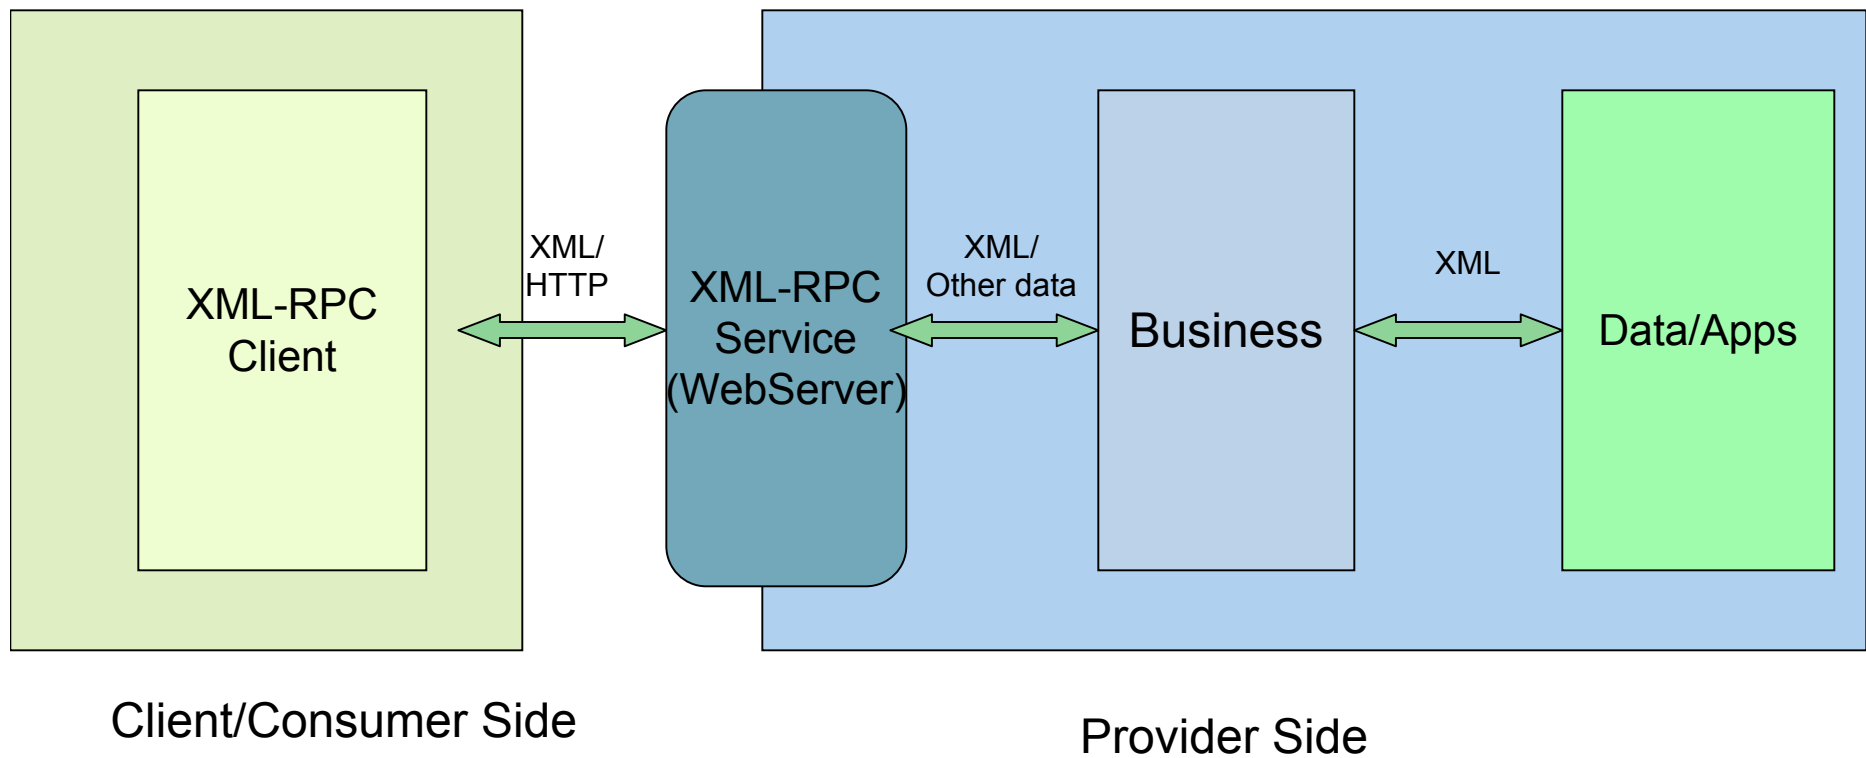 XML-RPC
Client
XML/
HTTP
XML-RPC
Service
(WebServer)
XML/
Other data
Business
XML
Data/Apps
Client/Consumer Side
Provider Side